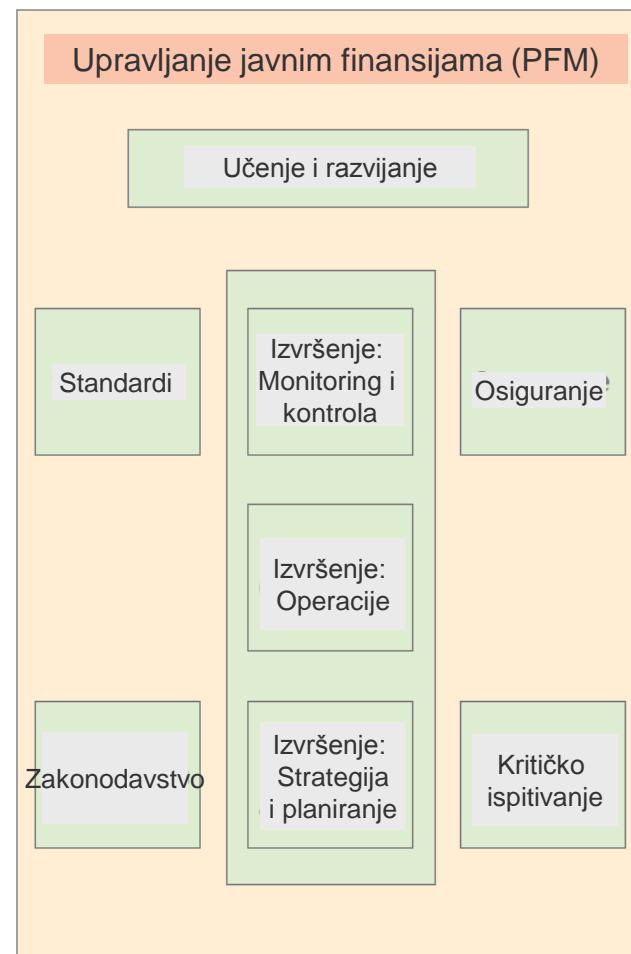 Upravljanje javnim finansijama (PFM)
Učenje i razvijanje
Standardi
Izvršenje:
Monitoring i
kontrola
Osiguranje
Izvršenje:
Operacije
Zakonodavstvo
Izvršenje:
Strategija
i planiranje
Kritičko
ispitivanje